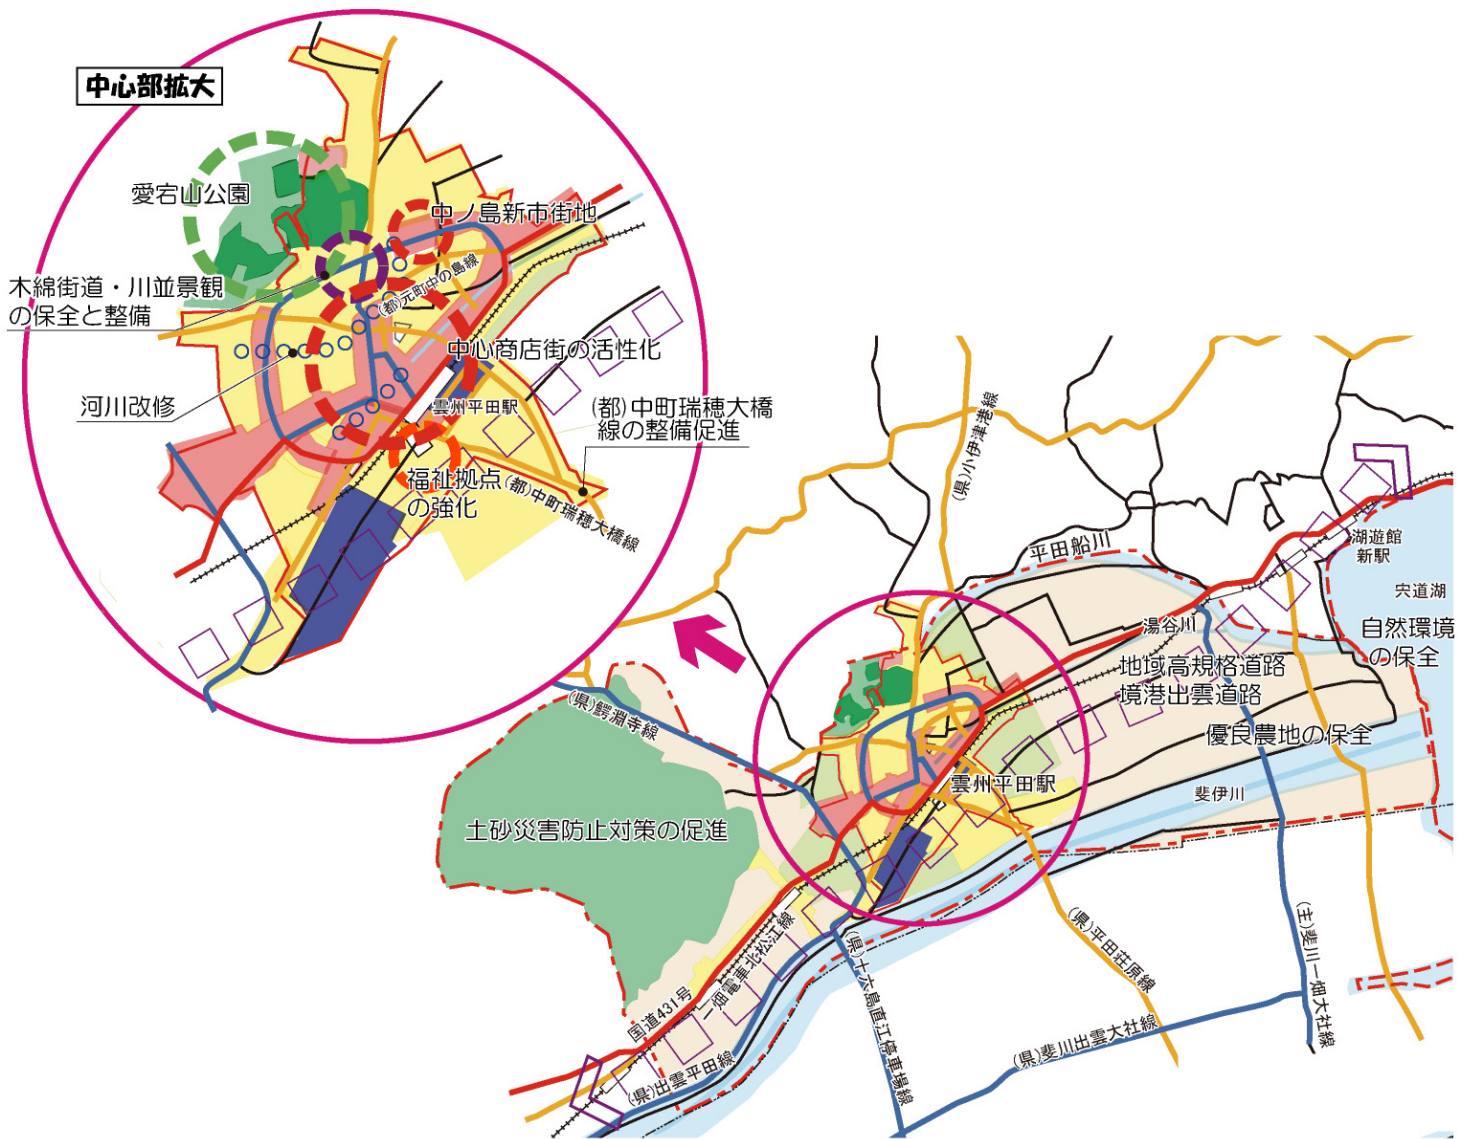 中心部拡大
愛宕山公園
中ノ島新市街地
木綿街道・川並景観
の保全と整備
(都)元町中の島線
中心商店街の活性化
河川改修
雲州平田駅
(都)中町瑞穂大橋
線の整備促進
福祉拠点
の強化
(都)中町瑞穂大橋線
(県)小伊津港線
平田船川
湖遊館
新駅
宍道湖
自然環境
の保全
湯谷川
地域高規格道路
境港出雲道路
優良農地の保全
斐伊川
(県)鰐淵寺線
雲州平田駅
土砂災害防止対策の促進
国道431号
一畑電車北松江線
(県)出雲平田線
(県)十六島直江停車場線
(県)平田荘原線
(県)斐川出雲大社線
(主)斐川一畑大社線